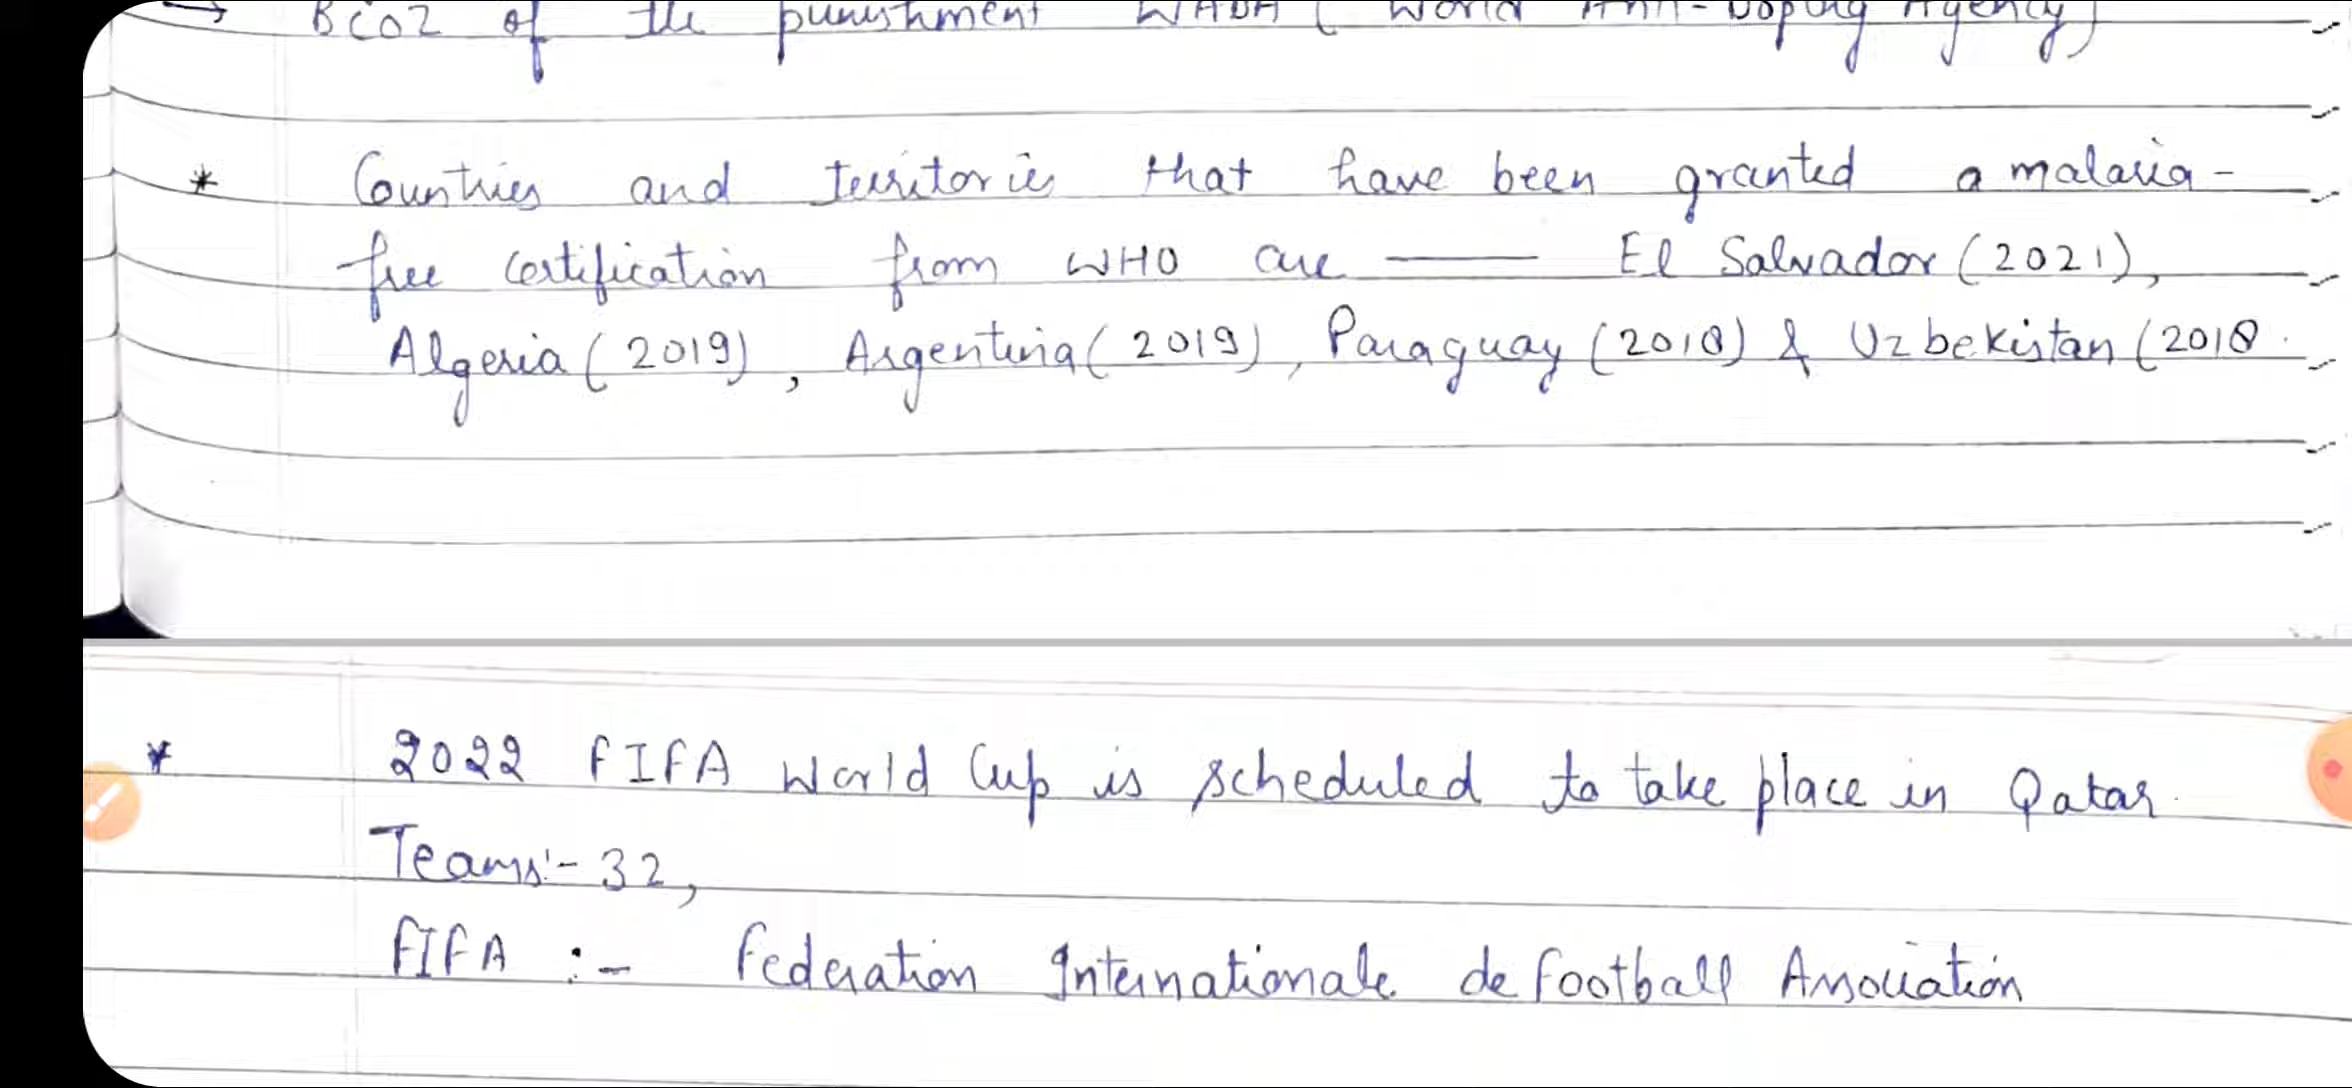 → BCOZ of the punishment WADA ( World Anti-Doping Agency)
* Countries and territories that have been granted a malaria-
free certification from WHO are —— El Salvador (2021),
Algeria ( 2019) , Argentina ( 2019) , Paraguay (2018) & Uzbekistan (2018.
* 2022 FIFA World Cup is scheduled to take place in Qatar.
Teams:- 32,
FIFA :- Federation Internationale de Football Association